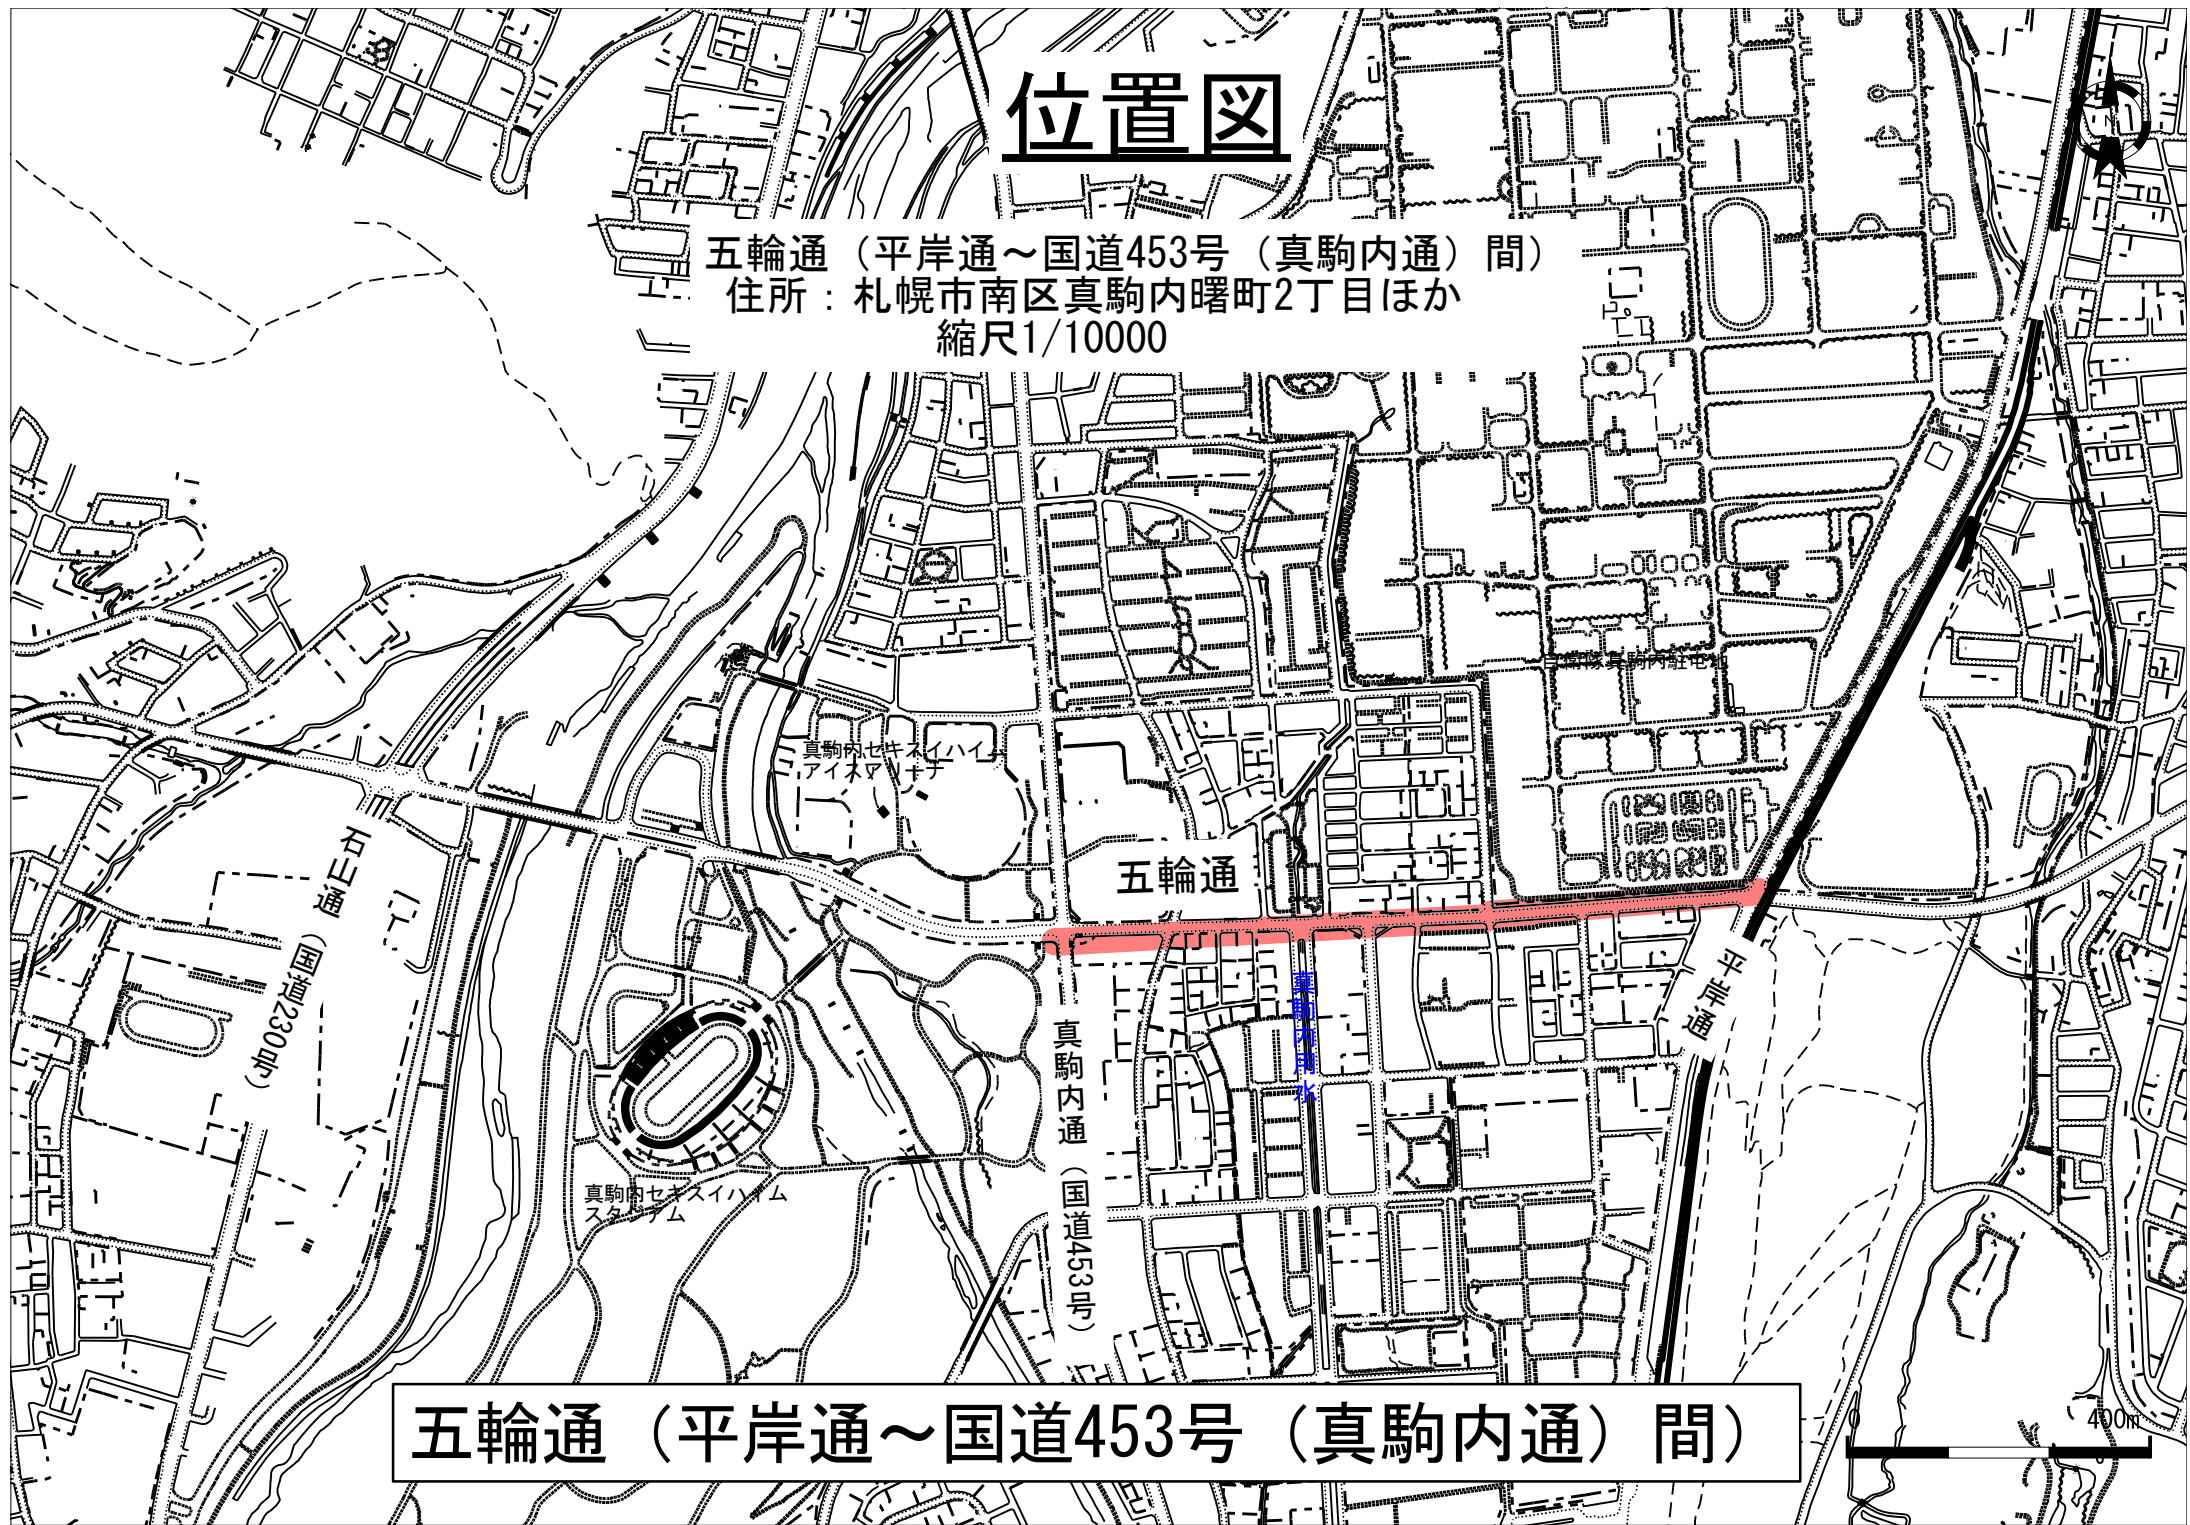 位置図
五輪通（平岸通～国道453号（真駒内通）間）
住所：札幌市南区真駒内曙町2丁目ほか
縮尺1/10000
自衛隊真駒内駐屯地
真駒内セキスイハイム
アイスアリーナ
石山通（国道230号）
五輪通
平岸通
真駒内用水
真駒内通（国道453号）
真駒内セキスイハイム
スタジアム
五輪通（平岸通～国道453号（真駒内通）間）
0 400m